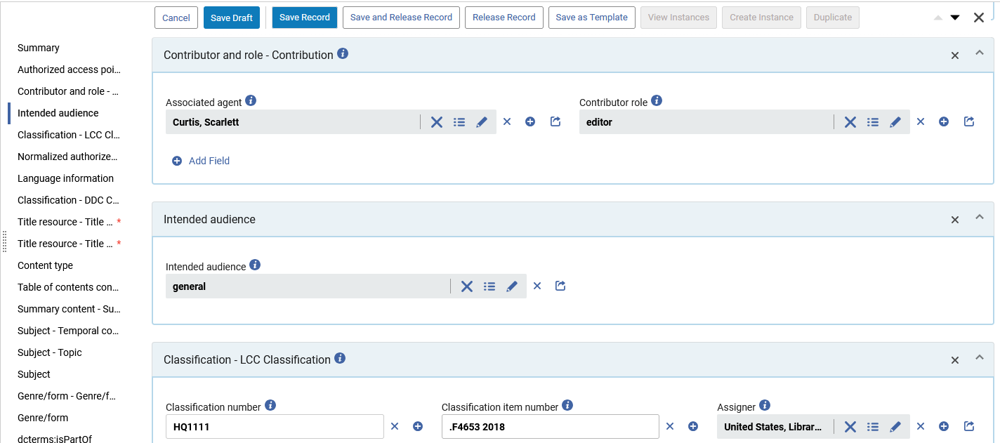 Cancel Save Draft Save Record Save and Release Record Release Record Save as Template View Instances Create Instance Duplicate
Summary
Authorized access poi...
Contributor and role - ...
Intended audience
Classification - LCC Cl...
Normalized authorize...
Language information
Classification - DDC C...
Title resource - Title ... *
Title resource - Title ... *
Content type
Table of contents con...
Summary content - Su...
Subject - Temporal co...
Subject - Topic
Subject
Genre/form - Genre/f...
Genre/form
dcterms:isPartOf
Contributor and role - Contribution
Associated agent Contributor role
Curtis, Scarlett editor
Add Field
Intended audience
Intended audience
general
Classification - LCC Classification
Classification number Classification item number Assigner
HQ1111 .F4653 2018 United States, Librar...